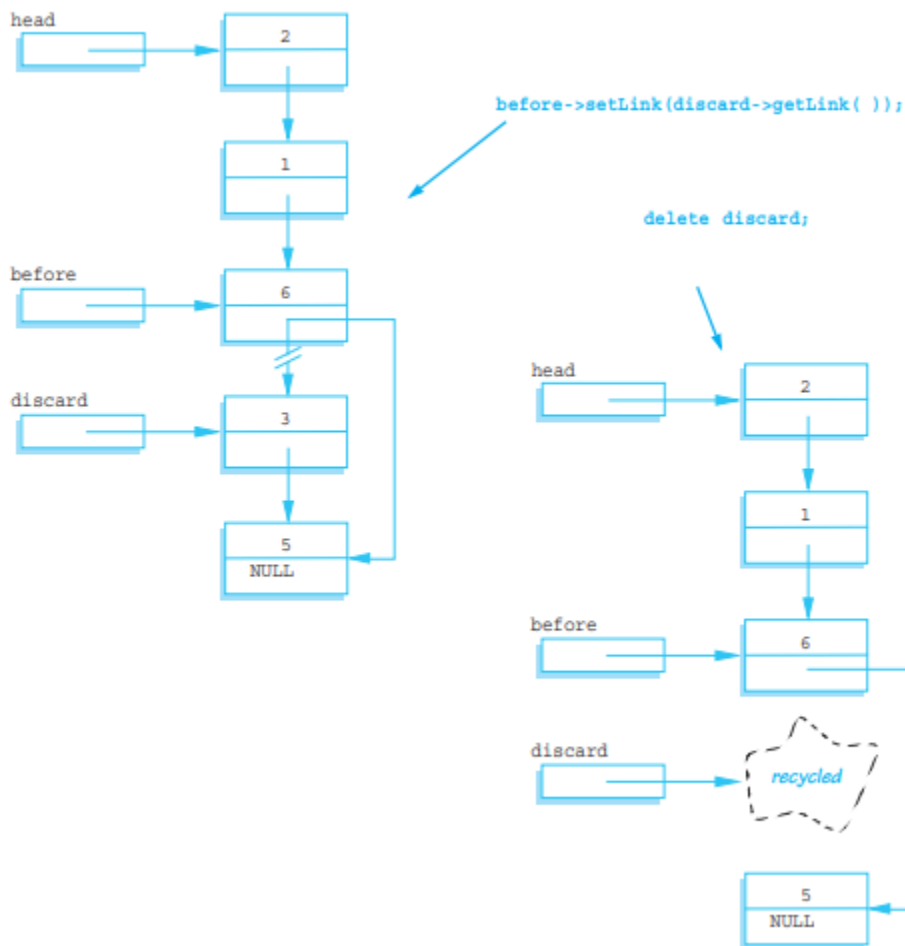 head
2
before->setLink(discard->getLink( ));
1
delete discard;
before
6
discard
3
5
NULL
head
2
1
before
6
discard
recycled
5
NULL